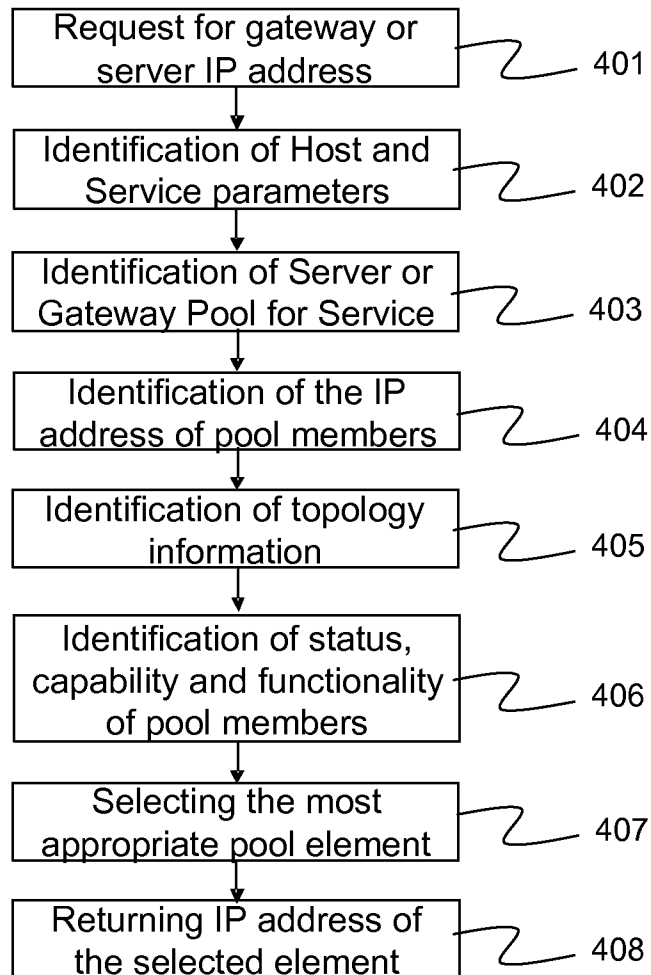 Request for gateway or
server IP address
401
Identification of Host and
Service parameters
402
Identification of Server or
Gateway Pool for Service
403
Identification of the IP
address of pool members
404
Identification of topology
information
405
Identification of status,
capability and functionality
of pool members
406
Selecting the most
appropriate pool element
407
Returning IP address of
the selected element
408